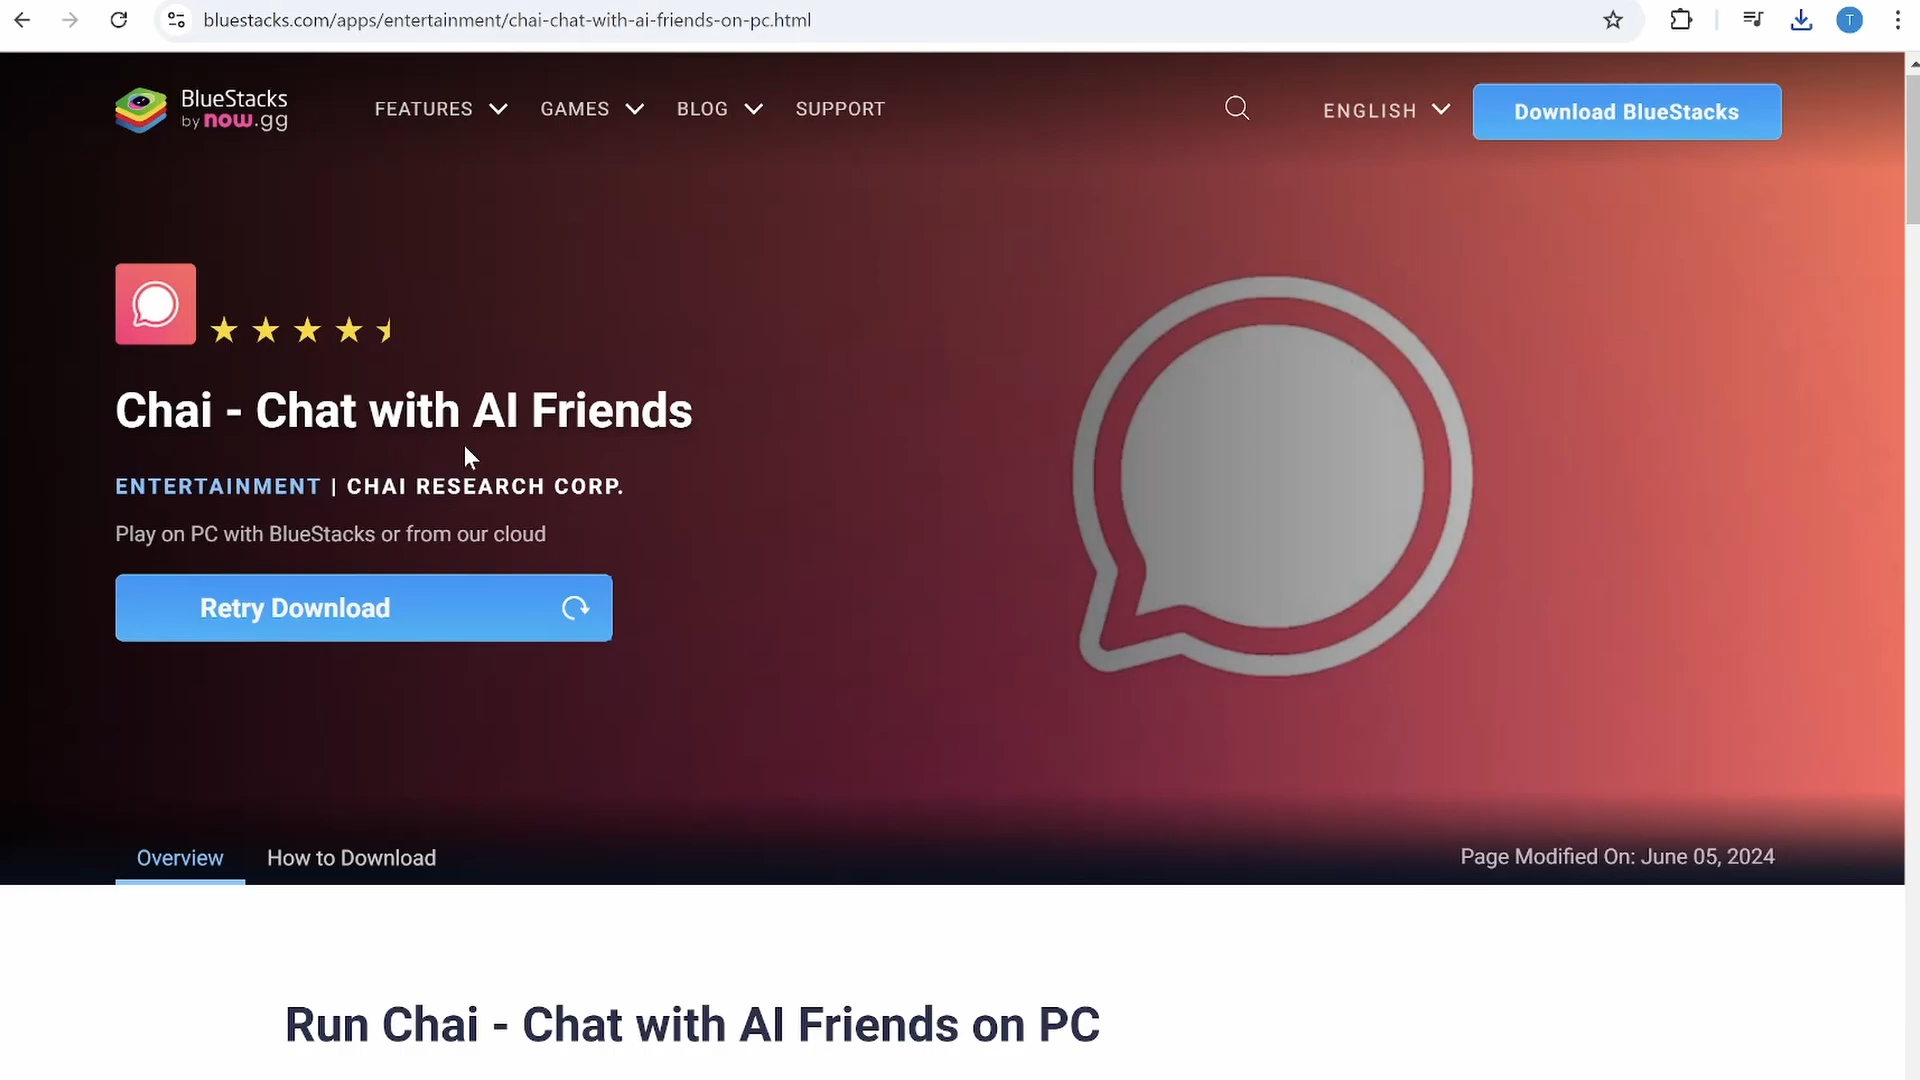 bluestacks.com/apps/entertainment/chai-chat-with-ai-friends-on-pc.html
T
BlueStacks
by now.gg
FEATURES
GAMES
BLOG
SUPPORT
ENGLISH
Download BlueStacks
Chai - Chat with AI Friends
ENTERTAINMENT | CHAI RESEARCH CORP.
Play on PC with BlueStacks or from our cloud
Retry Download
Overview
How to Download
Page Modified On: June 05, 2024
Run Chai - Chat with AI Friends on PC